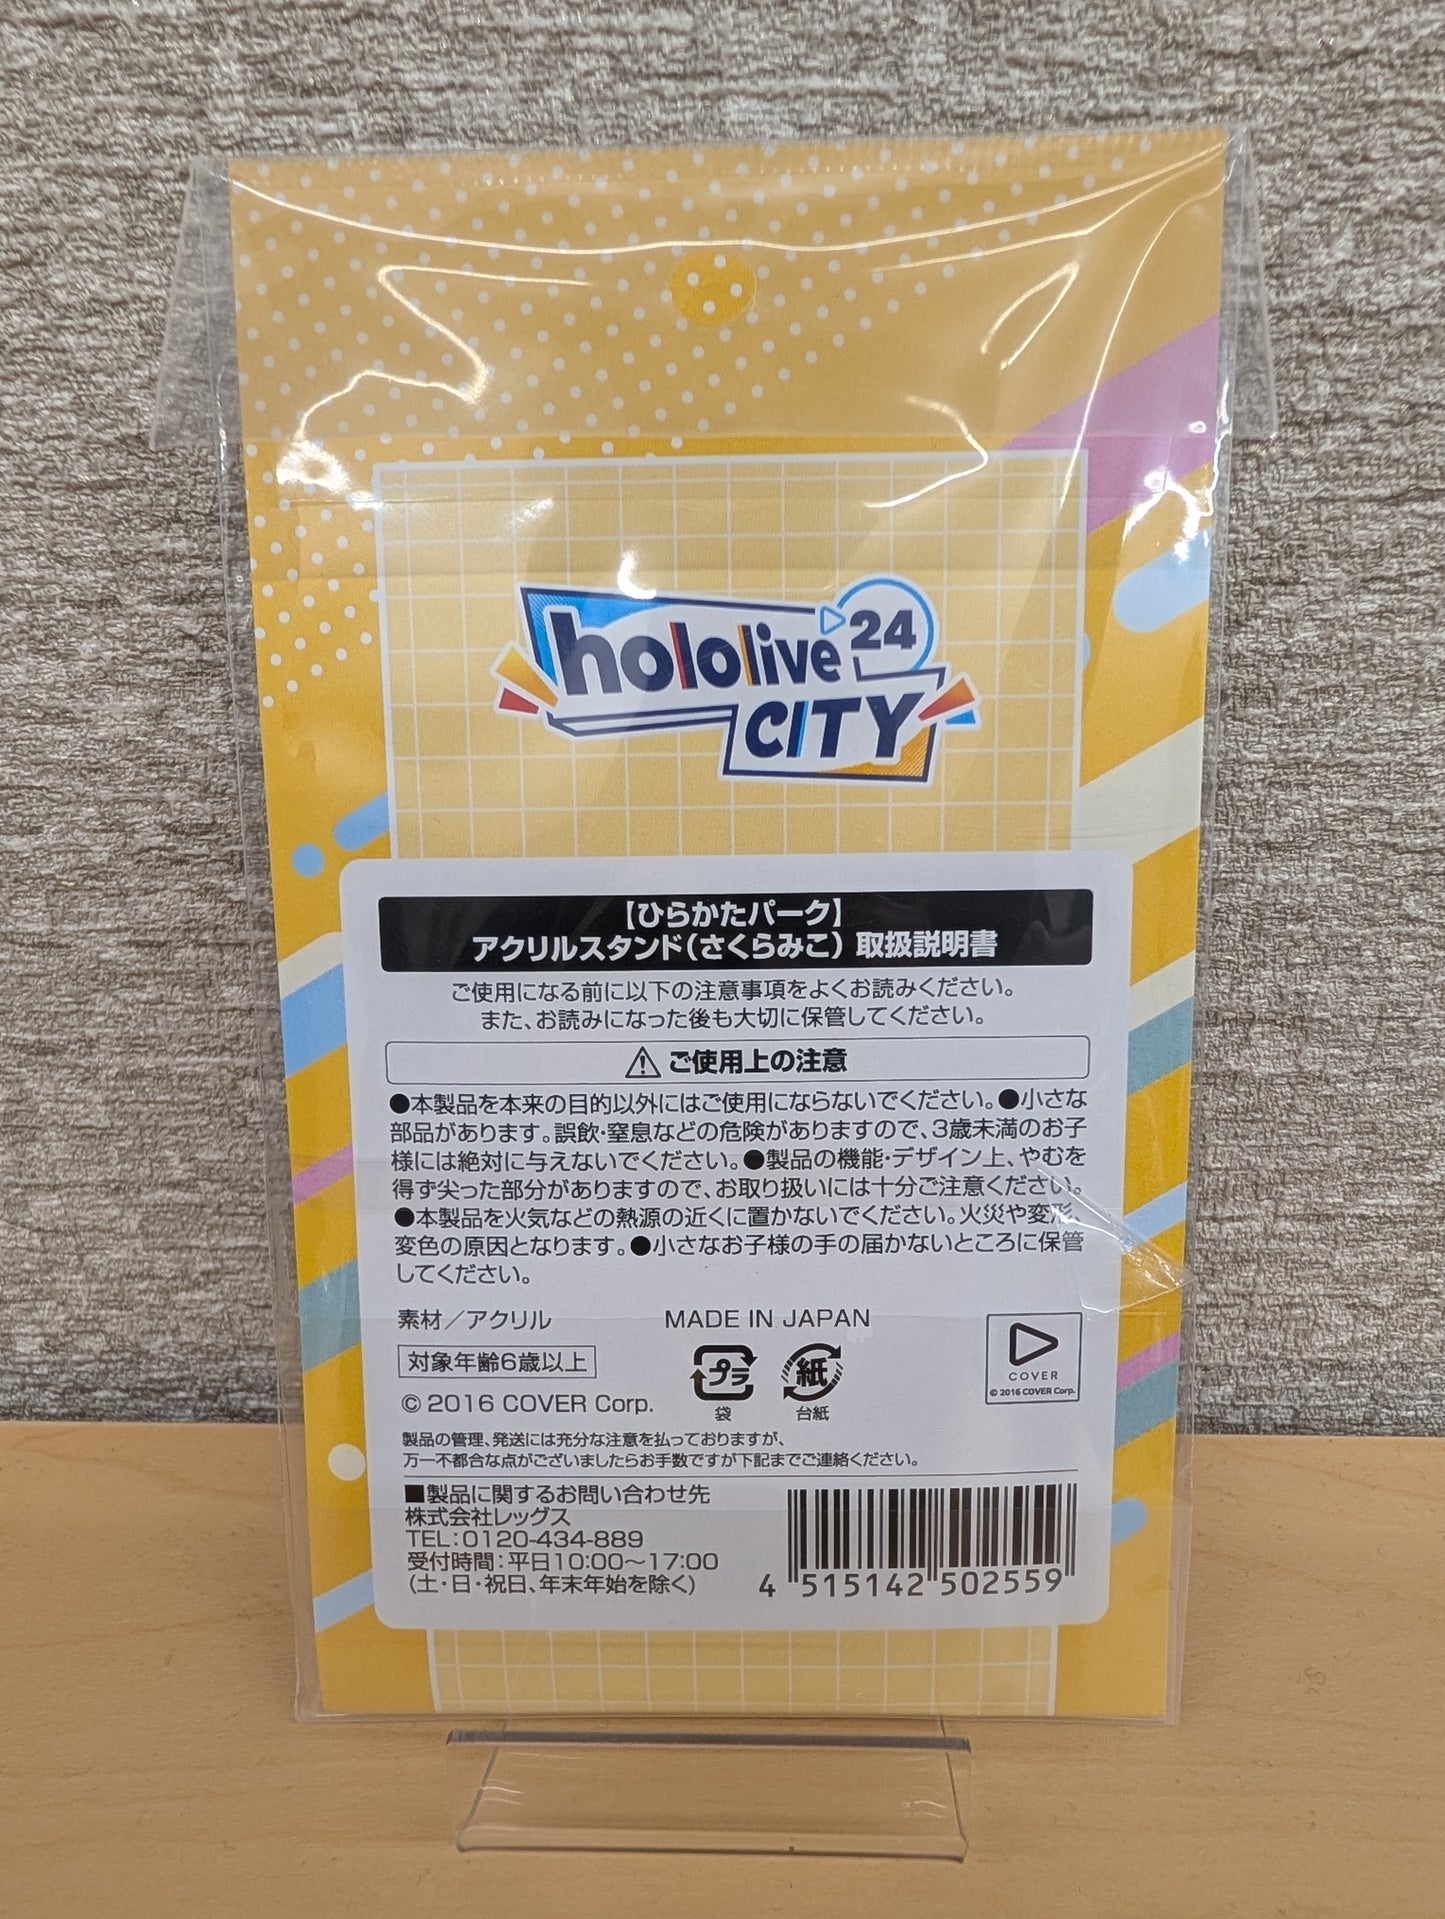 hololive 24
CITY
【ひらかたパーク】
アクリルスタンド(さくらみこ) 取扱説明書
ご使用になる前に以下の注意事項をよくお読みください。
また、お読みになった後も大切に保管してください。
ご使用上の注意
●本製品を本来の目的以外にはご使用にならないでください。●小さな
部品があります。誤飲・窒息などの危険がありますので、3歳未満のお子
様には絶対に与えないでください。●製品の機能・デザイン上、やむを
得ず尖った部分がありますので、お取り扱いには十分ご注意ください。
●本製品を火気などの熱源の近くに置かないでください。火災や変形、
変色の原因となります。●小さなお子様の手の届かないところに保管
してください。
素材／アクリル
MADE IN JAPAN
対象年齢6歳以上
© 2016 COVER Corp.
プラ
袋
紙
台紙
COVER
© 2016 COVER Corp.
製品の管理、発送には充分な注意を払っておりますが、
万一不都合な点がございましたらお手数ですが下記までご連絡ください。
■製品に関するお問い合わせ先
株式会社レッグス
TEL:0120-434-889
受付時間:平日10:00～17:00
(土・日・祝日、年末年始を除く)
4 515142 502559